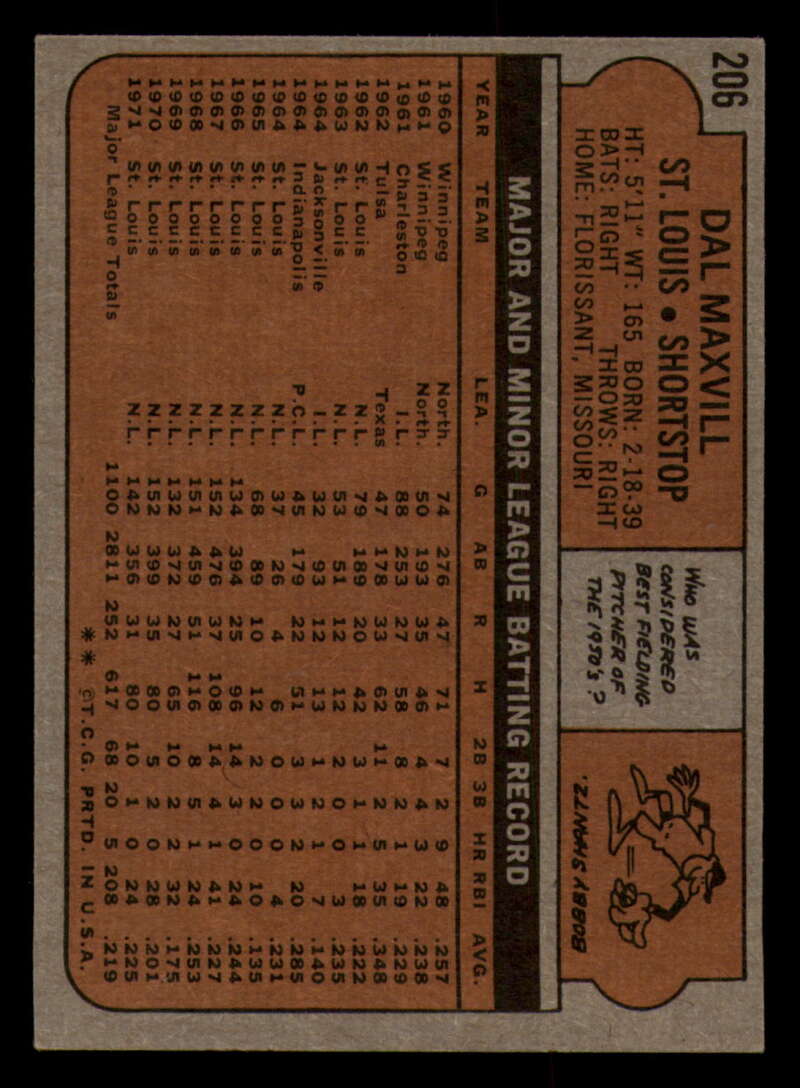 206
DAL MAXVILL
ST. LOUIS • SHORTSTOP
HT: 5'11" WT: 165 BORN: 2-18-39
BATS: RIGHT THROWS: RIGHT
HOME: FLORISSANT, MISSOURI
WHO WAS
CONSIDERED
BEST FIELDING
PITCHER OF
THE 1950's?
BOBBY SHANTZ.
MAJOR AND MINOR LEAGUE BATTING RECORD
YEAR TEAM LEA. G AB R H 2B 3B HR RBI AVG.
1960 Winnipeg North. 74 276 47 71 7 2 9 48 .257
1961 Winnipeg North. 50 193 35 46 4 4 3 22 .238
1961 Charleston I.L. 88 253 27 58 8 2 1 19 .229
1962 Tulsa Texas 47 178 33 62 11 2 5 35 .348
1962 St. Louis N.L. 79 189 20 42 3 1 1 18 .222
1963 St. Louis N.L. 53 51 12 12 2 0 0 3 .235
1964 Jacksonville I.L. 32 93 12 13 1 2 1 7 .140
1964 Indianapolis P.C.L. 45 179 22 51 3 3 2 20 .285
1964 St. Louis N.L. 37 26 4 6 0 0 0 4 .231
1965 St. Louis N.L. 68 89 10 12 2 2 0 10 .135
1966 St. Louis N.L. 134 394 25 96 14 3 0 24 .244
1967 St. Louis N.L. 152 476 37 108 14 4 1 41 .227
1968 St. Louis N.L. 151 459 51 116 8 5 1 24 .253
1969 St. Louis N.L. 132 372 27 65 10 2 2 32 .175
1970 St. Louis N.L. 152 399 35 80 5 2 0 28 .201
1971 St. Louis N.L. 142 356 31 80 10 1 0 24 .225
Major League Totals 1100 2811 252 617 68 20 5 208 .219
* * ©T.C.G. PRTD. IN U.S.A.